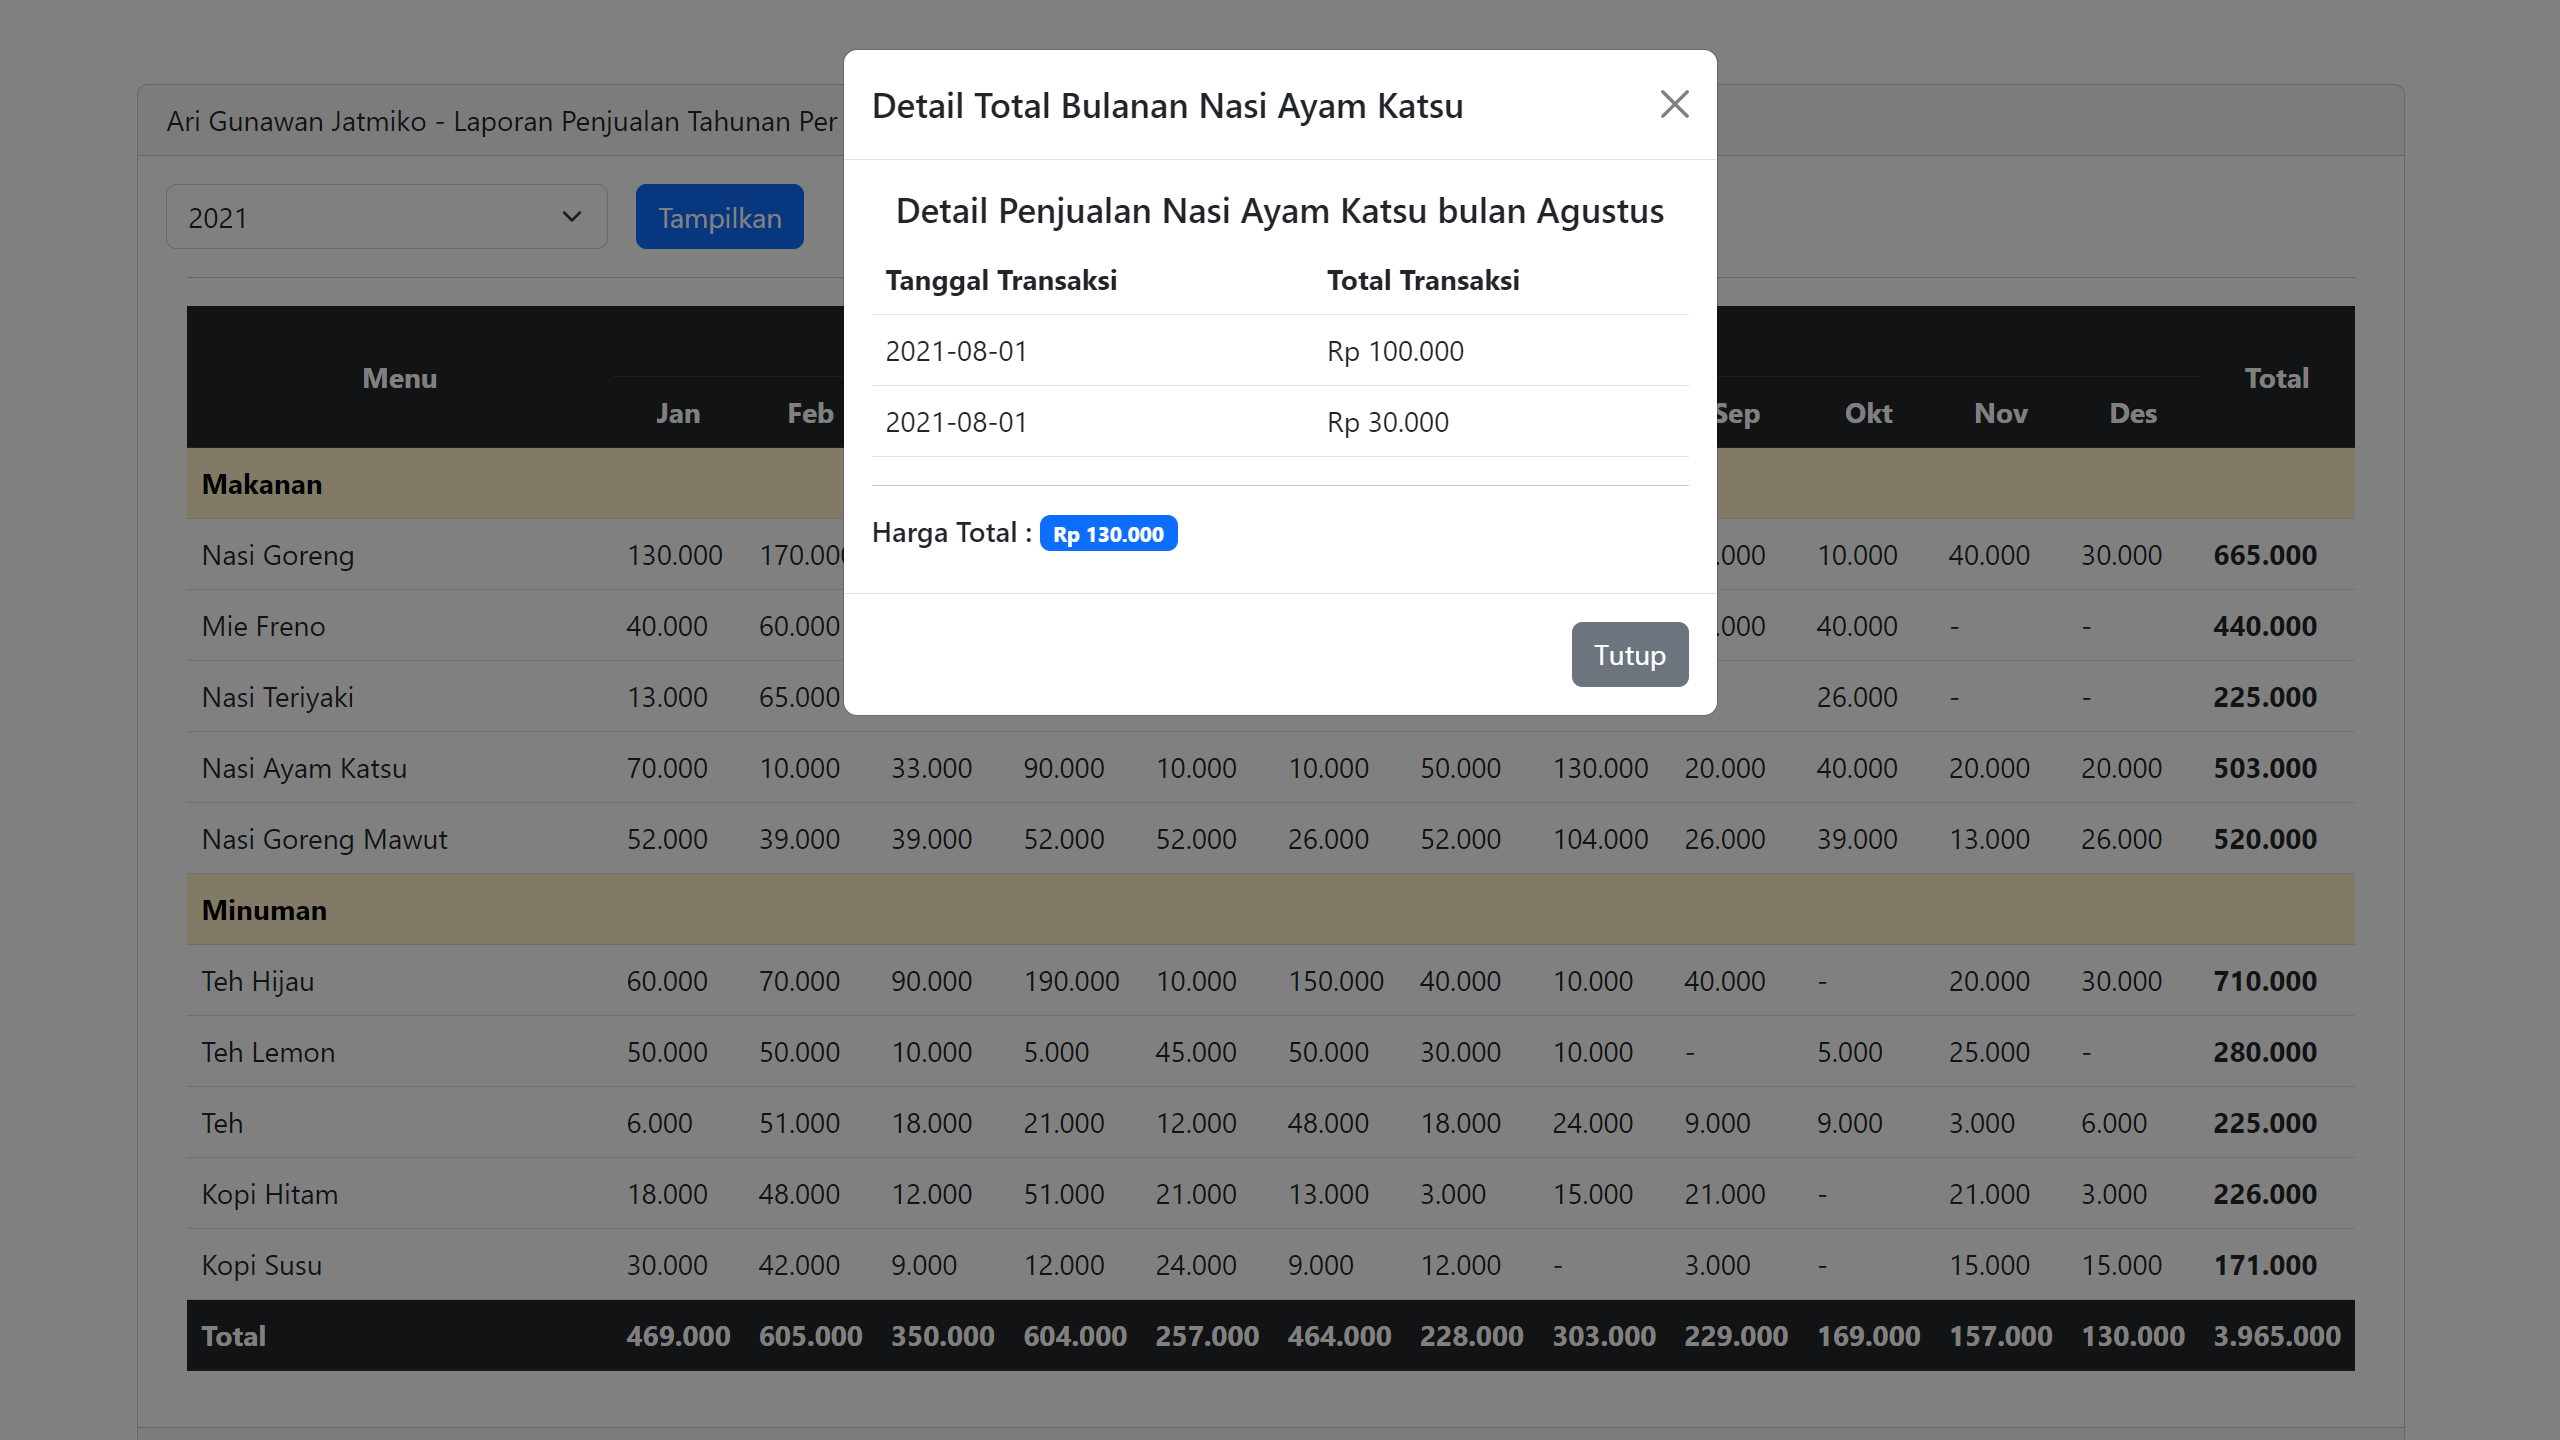 Detail Total Bulanan Nasi Ayam Katsu
Detail Penjualan Nasi Ayam Katsu bulan Agustus
Tanggal Transaksi Total Transaksi
2021-08-01 Rp 100.000
2021-08-01 Rp 30.000
Harga Total : Rp 130.000
Tutup
Ari Gunawan Jatmiko - Laporan Penjualan Tahunan Per
2021 Tampilkan
Menu Total
Jan Feb Sep Okt Nov Des
Makanan
Nasi Goreng 130.000 170.000 .000 10.000 40.000 30.000 665.000
Mie Freno 40.000 60.000 .000 40.000 - - 440.000
Nasi Teriyaki 13.000 65.000 26.000 - - 225.000
Nasi Ayam Katsu 70.000 10.000 33.000 90.000 10.000 10.000 50.000 130.000 20.000 40.000 20.000 20.000 503.000
Nasi Goreng Mawut 52.000 39.000 39.000 52.000 52.000 26.000 52.000 104.000 26.000 39.000 13.000 26.000 520.000
Minuman
Teh Hijau 60.000 70.000 90.000 190.000 10.000 150.000 40.000 10.000 40.000 - 20.000 30.000 710.000
Teh Lemon 50.000 50.000 10.000 5.000 45.000 50.000 30.000 10.000 - 5.000 25.000 - 280.000
Teh 6.000 51.000 18.000 21.000 12.000 48.000 18.000 24.000 9.000 9.000 3.000 6.000 225.000
Kopi Hitam 18.000 48.000 12.000 51.000 21.000 13.000 3.000 15.000 21.000 - 21.000 3.000 226.000
Kopi Susu 30.000 42.000 9.000 12.000 24.000 9.000 12.000 - 3.000 - 15.000 15.000 171.000
Total 469.000 605.000 350.000 604.000 257.000 464.000 228.000 303.000 229.000 169.000 157.000 130.000 3.965.000